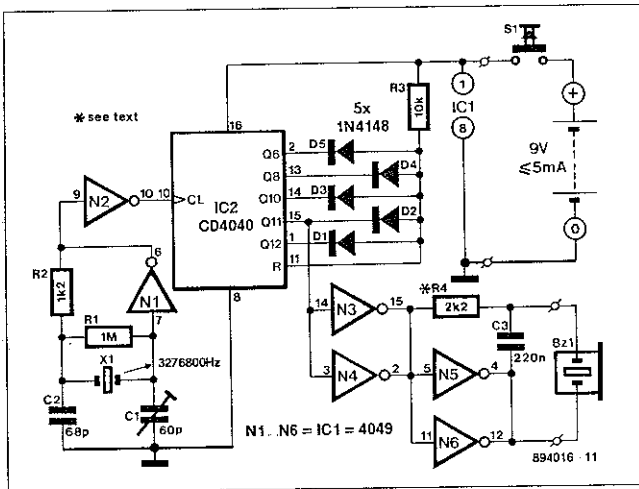 S1
* see text
5x
1N4148
R3
10k
1
IC1
8
+
9V
≤5mA
0
16
IC2
CD4040
CL
Q6
2
D5
Q8
13
D4
Q10
14
D3
Q11
15
D2
Q12
1
D1
R
11
8
9
N2
10
10
6
N1
7
R2
1k2
R1
1M
X1
3276800Hz
C2
68p
C1
60p
14
N3
15
3
N4
2
*R4
2k2
C3
220n
Bz1
5
N5
4
11
N6
12
N1...N6 = IC1 = 4049
894016 - 11